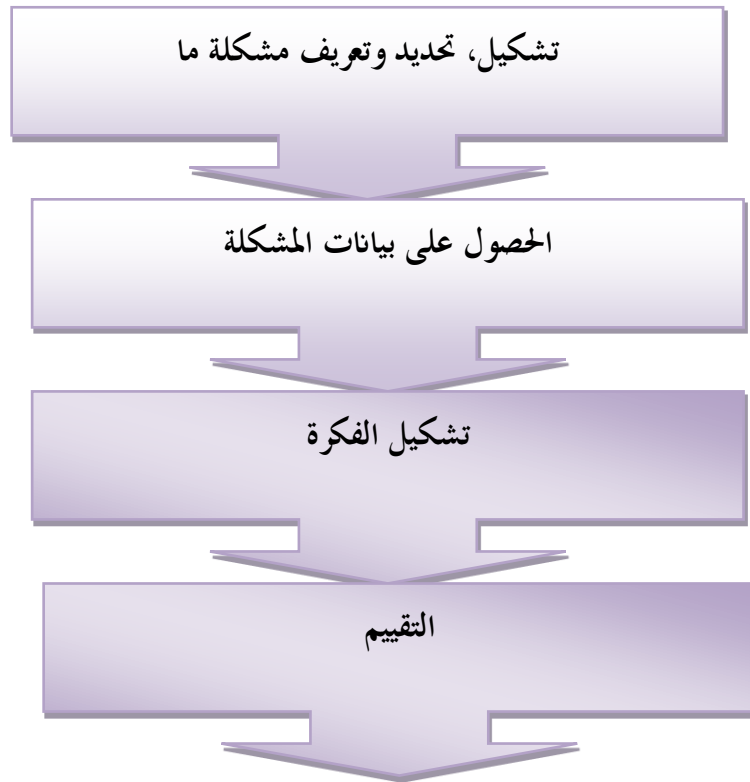 تشكيل، تحديد وتعريف مشكلة ما
الحصول على بيانات المشكلة
تشكيل الفكرة
التقييم